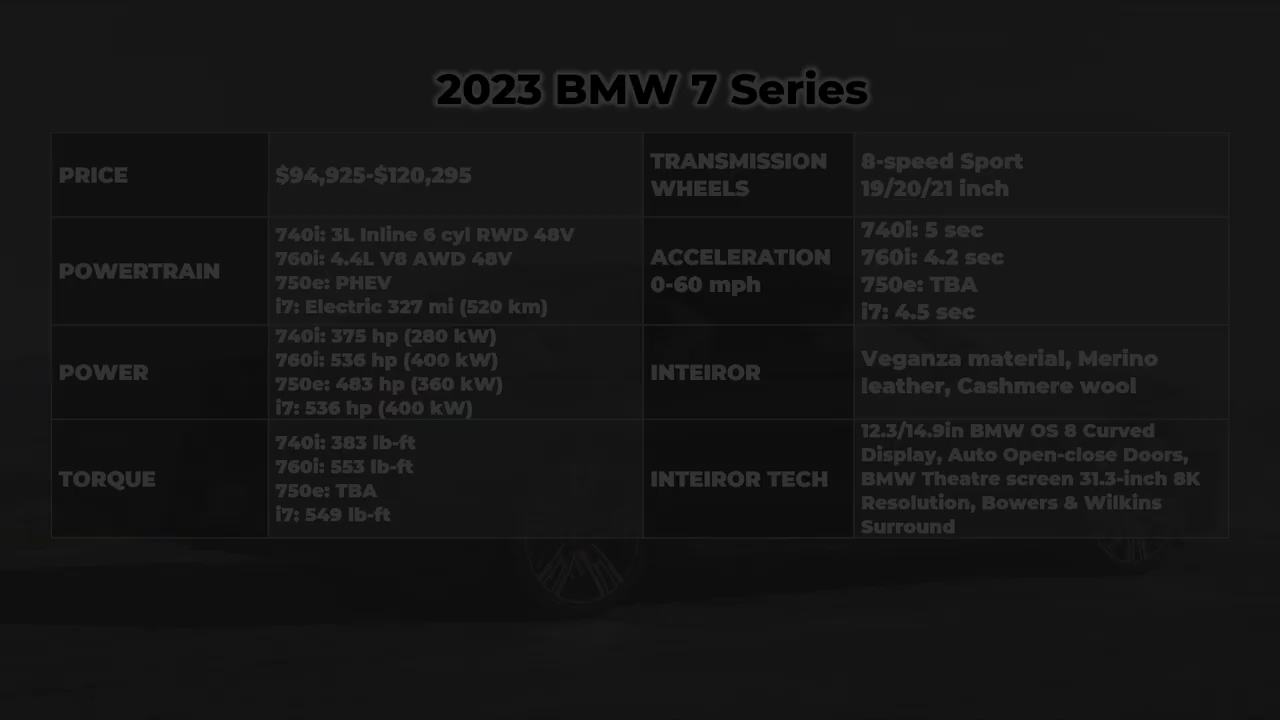 2023 BMW 7 Series
PRICE
$94,925-$120,295
TRANSMISSION
WHEELS
8-speed Sport
19/20/21 inch
POWERTRAIN
740i: 3L Inline 6 cyl RWD 48V
760i: 4.4L V8 AWD 48V
750e: PHEV
i7: Electric 327 mi (520 km)
ACCELERATION
0-60 mph
740i: 5 sec
760i: 4.2 sec
750e: TBA
i7: 4.5 sec
POWER
740i: 375 hp (280 kW)
760i: 536 hp (400 kW)
750e: 483 hp (360 kW)
i7: 536 hp (400 kW)
INTEIROR
Veganza material, Merino
leather, Cashmere wool
TORQUE
740i: 383 lb-ft
760i: 553 lb-ft
750e: TBA
i7: 549 lb-ft
INTEIROR TECH
12.3/14.9in BMW OS 8 Curved
Display, Auto Open-close Doors,
BMW Theatre screen 31.3-inch 8K
Resolution, Bowers & Wilkins
Surround